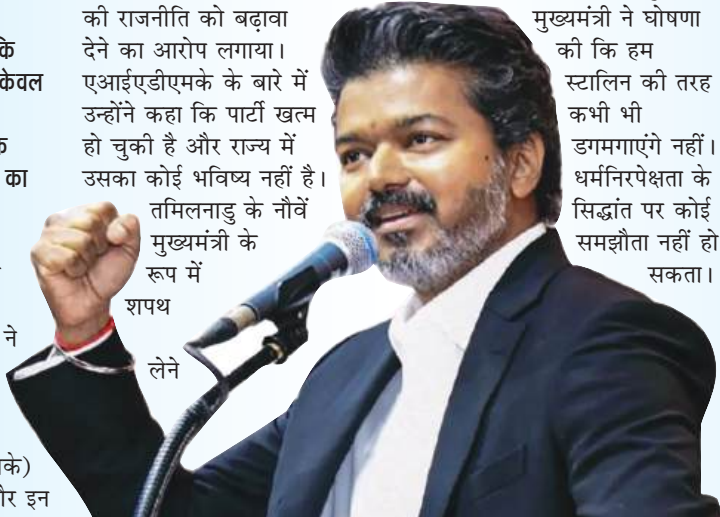 कि
केवल
क
का
ने
के)
र इन
की राजनीति को बढ़ावा
देने का आरोप लगाया।
एआईएडीएमके के बारे में
उन्होंने कहा कि पार्टी खत्म
हो चुकी है और राज्य में
उसका कोई भविष्य नहीं है।
तमिलनाडु के नौवें
मुख्यमंत्री के
रूप में
शपथ
लेने
मुख्यमंत्री ने घोषणा
की कि हम
स्टालिन की तरह
कभी भी
डगमगाएंगे नहीं।
धर्मनिरपेक्षता के
सिद्धांत पर कोई
समझौता नहीं हो
सकता।